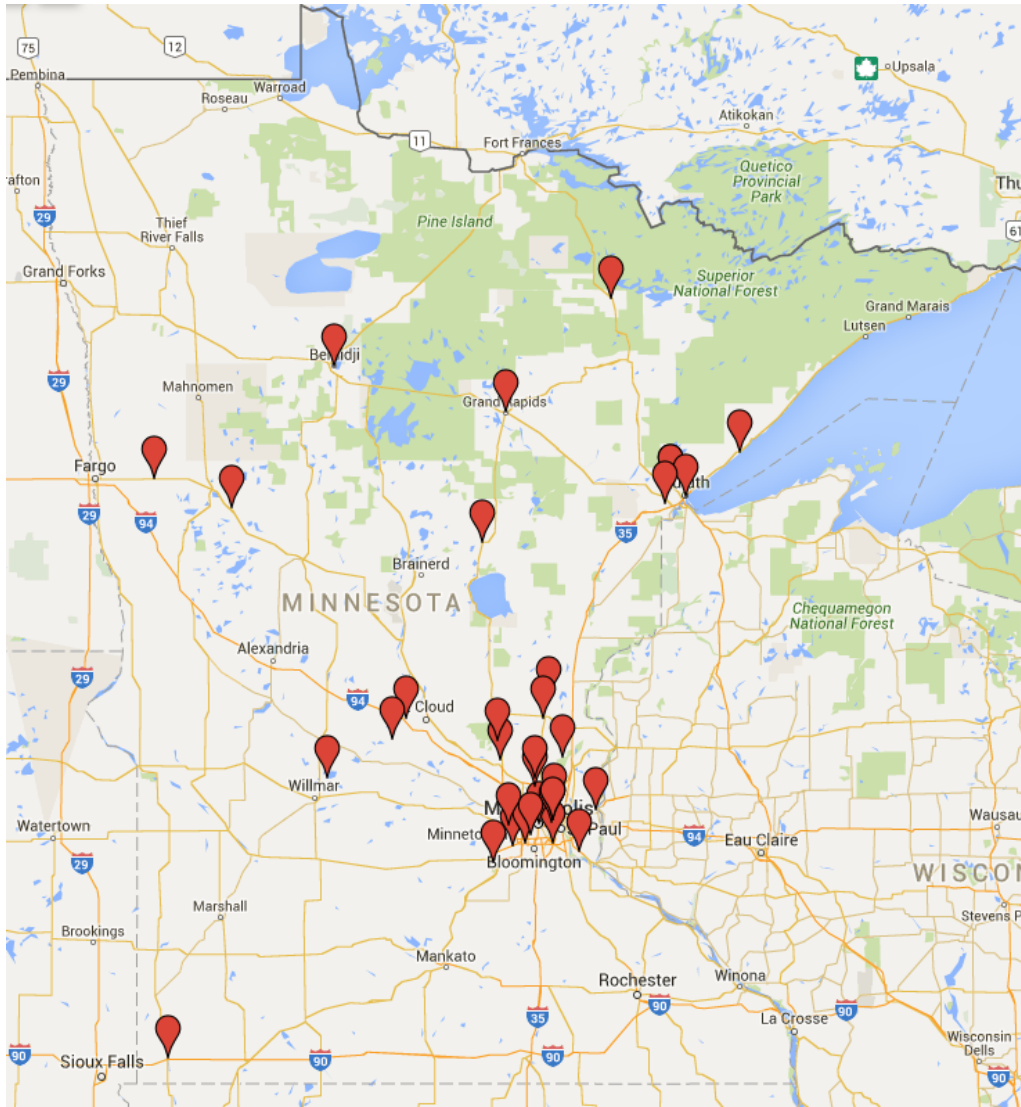 75
12
Upsala
Pembina
Roseau
Warroad
Atikokan
11
Fort Frances
Quetico
Provincial
Park
rafton
Thu
29
Pine Island
Thief
River Falls
61
Grand Forks
Superior
National Forest
Grand Marais
Lutsen
Be idji
29
Mahnomen
Grand Rapids
Fargo
uth
29
94
35
Brainerd
MINNESOTA
Chequamegon
National Forest
Alexandria
29
94
Cloud
Willmar
M polis
Wausau
Watertown
Minneto
Paul
94
Eau Claire
29
Bloomington
WISCON
Marshall
Stevens P
Brookings
Mankato
Rochester
Winona
90
90
35
La Crosse
Wisconsin
Dells
90
90
90
Sioux Falls
90